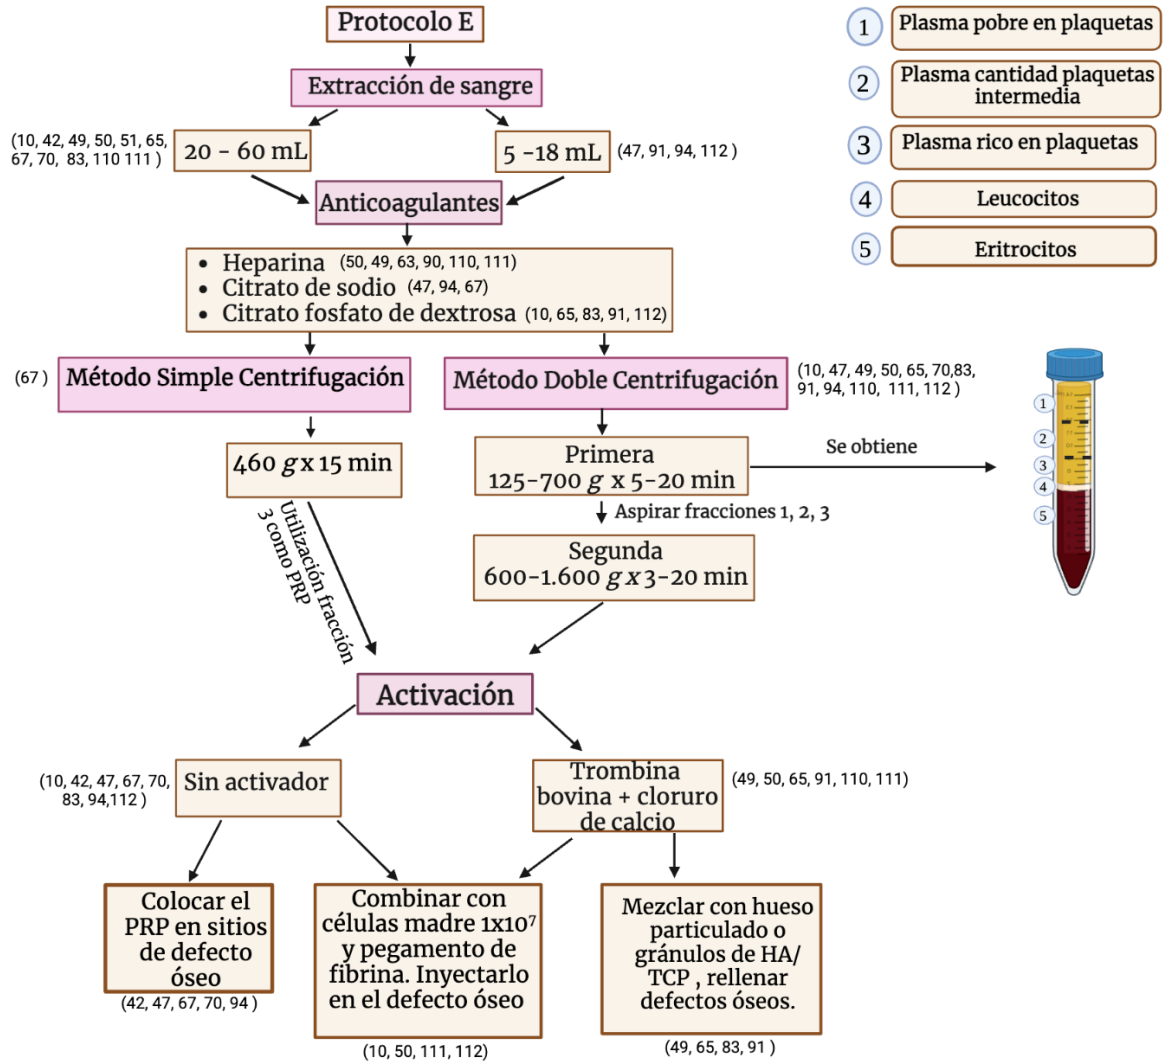 Protocolo E
Extracción de sangre
(10, 42, 49, 50, 51, 65,
67, 70, 83, 110 111 )
20 - 60 mL
5 -18 mL
(47, 91, 94, 112 )
Anticoagulantes
• Heparina (50, 49, 63, 90, 110, 111)
• Citrato de sodio (47, 94, 67)
• Citrato fosfato de dextrosa (10, 65, 83, 91, 112)
(67 )
Método Simple Centrifugación
Método Doble Centrifugación
(10, 47, 49, 50, 65, 70,83,
91, 94, 110, 111, 112 )
460 g x 15 min
Primera
125-700 g x 5-20 min
Se obtiene
Aspirar fracciones 1, 2, 3
Utilización fracción
3 como PRP
Segunda
600-1.600 g x 3-20 min
Activación
(10, 42, 47, 67, 70,
83, 94,112 )
Sin activador
Trombina
bovina + cloruro
de calcio
(49, 50, 65, 91, 110, 111)
Colocar el
PRP en sitios
de defecto
óseo
(42, 47, 67, 70, 94 )
Combinar con
células madre 1x10⁷
y pegamento de
fibrina. Inyectarlo
en el defecto óseo
(10, 50, 111, 112)
Mezclar con hueso
particulado o
gránulos de HA/
TCP , rellenar
defectos óseos.
(49, 65, 83, 91 )
1 Plasma pobre en plaquetas
2 Plasma cantidad plaquetas
intermedia
3 Plasma rico en plaquetas
4 Leucocitos
5 Eritrocitos
1
2
3
4
5